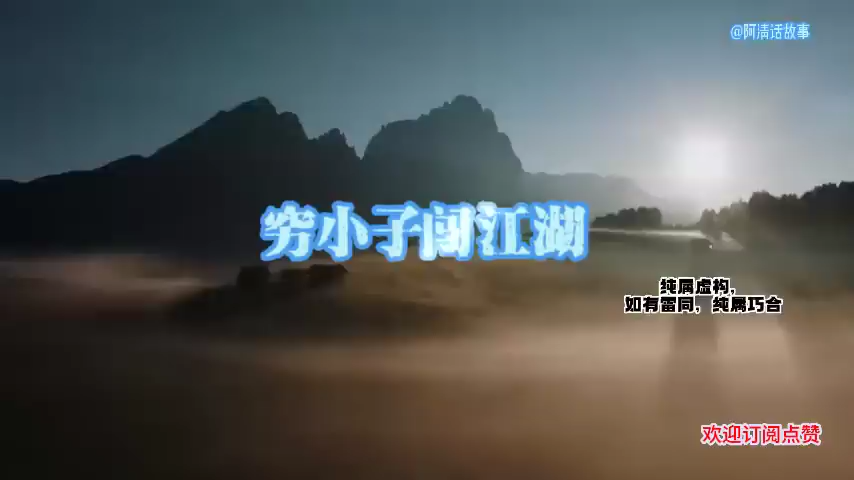 @阿清话故事
穷小子闯江湖
纯属虚构，
如有雷同，纯属巧合
欢迎订阅点赞